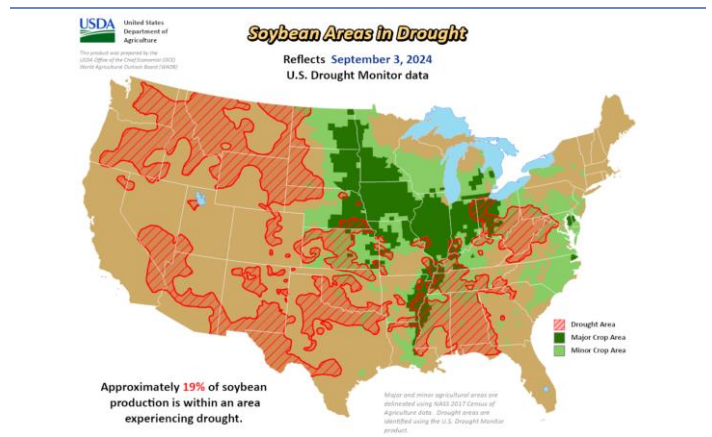 USDA
United States
Department of
Agriculture
This product was prepared by the
USDA Office of the Chief Economist (OCE)
World Agricultural Outlook Board (WAOB)
Soybean Areas in Drought
Reflects September 3, 2024
U.S. Drought Monitor data
Drought Area
Major Crop Area
Minor Crop Area
Approximately 19% of soybean
production is within an area
experiencing drought.
Major and minor agricultural areas are
delineated using NASS 2017 Census of
Agriculture data. Drought areas are
identified using the U.S. Drought Monitor
product.